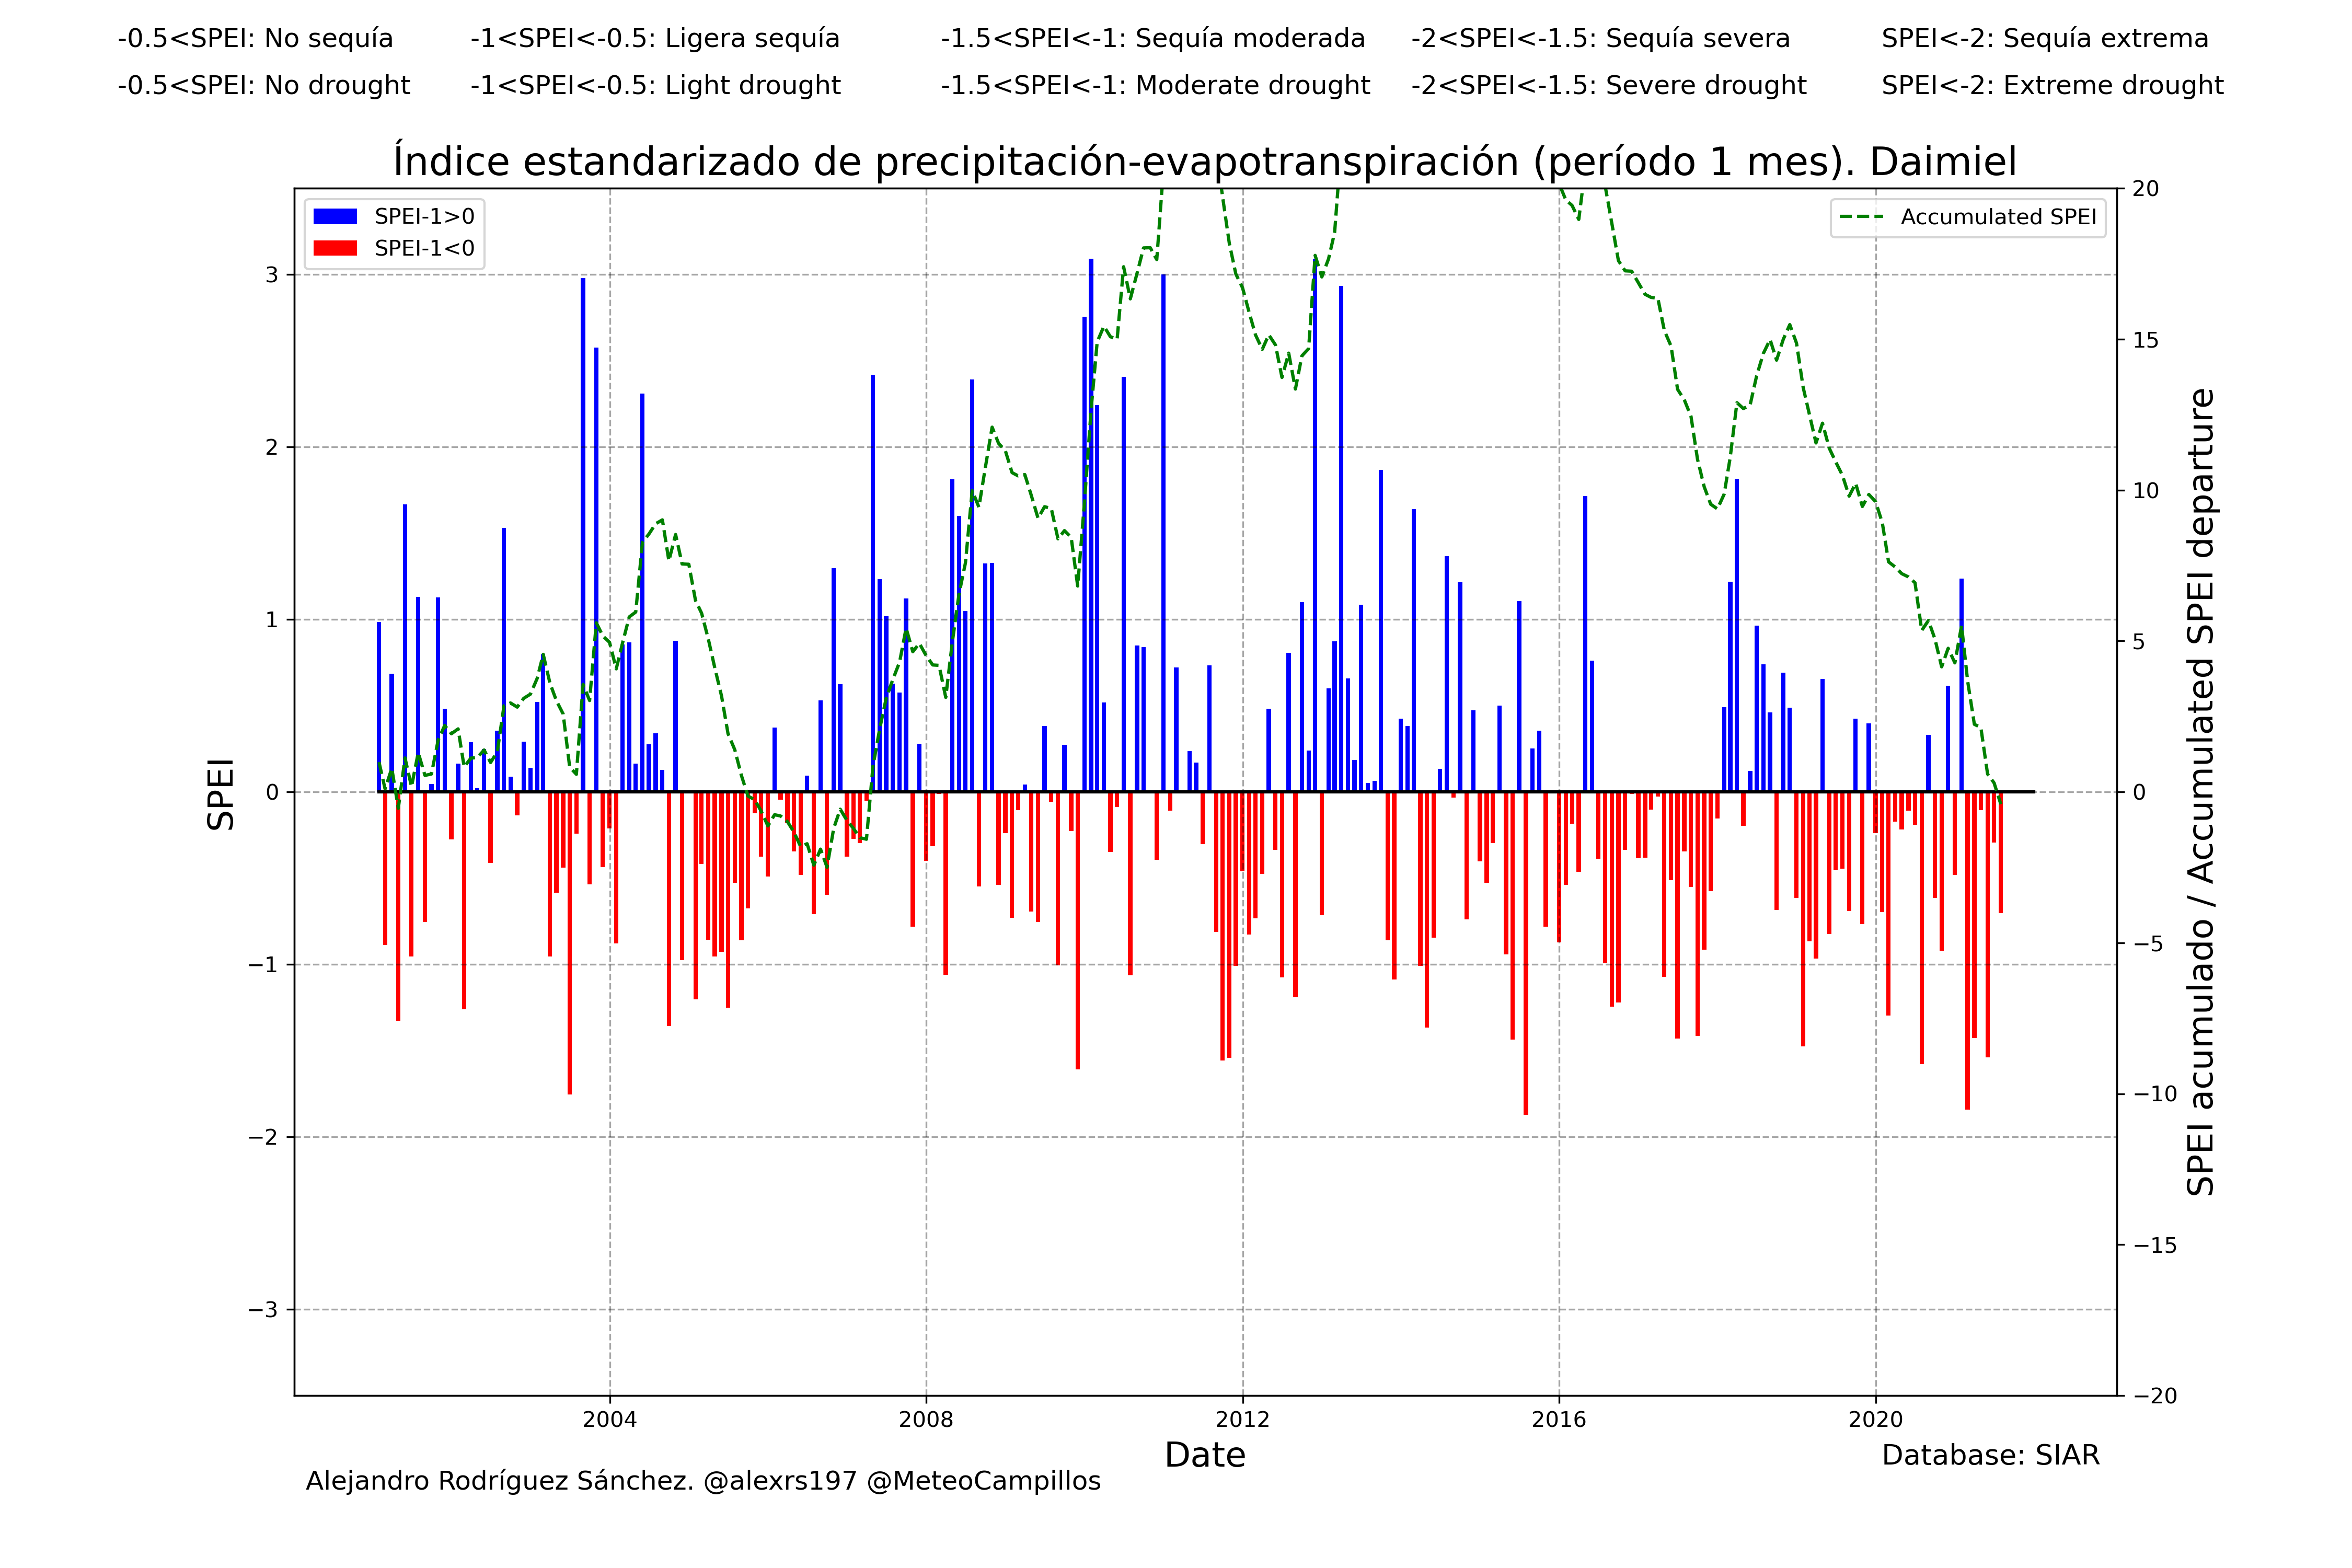 -0.5<SPEI: No sequía -1<SPEI<-0.5: Ligera sequía -1.5<SPEI<-1: Sequía moderada -2<SPEI<-1.5: Sequía severa SPEI<-2: Sequía extrema
-0.5<SPEI: No drought -1<SPEI<-0.5: Light drought -1.5<SPEI<-1: Moderate drought -2<SPEI<-1.5: Severe drought SPEI<-2: Extreme drought
Índice estandarizado de precipitación-evapotranspiración (período 1 mes). Daimiel
SPEI-1>0
SPEI-1<0
Accumulated SPEI
SPEI
3
2
1
0
−1
−2
−3
20
15
10
5
0
−5
−10
−15
−20
SPEI acumulado / Accumulated SPEI departure
2004 2008 2012 2016 2020
Date
Database: SIAR
Alejandro Rodríguez Sánchez. @alexrs197 @MeteoCampillos